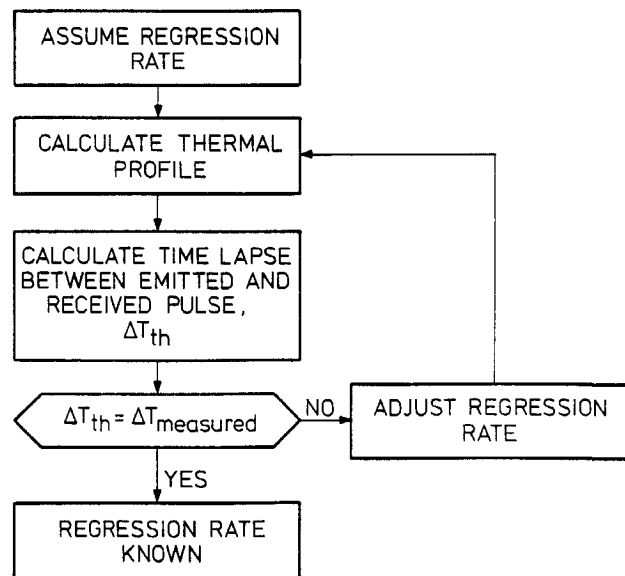 ASSUME REGRESSION
RATE
CALCULATE THERMAL
PROFILE
CALCULATE TIME LAPSE
BETWEEN EMITTED AND
RECEIVED PULSE,
ΔT_th
ΔT_th = ΔT_measured
NO
ADJUST REGRESSION
RATE
YES
REGRESSION RATE
KNOWN